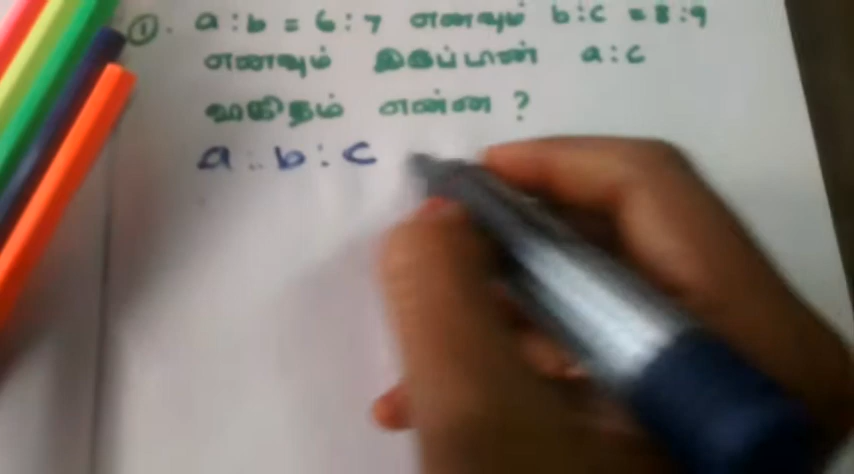 ①. a : b = 6 : 7 எனவும் b : c = 8 : 9
எனவும் இருப்பின் a : c
விகிதம் என்ன ?
a : b : c